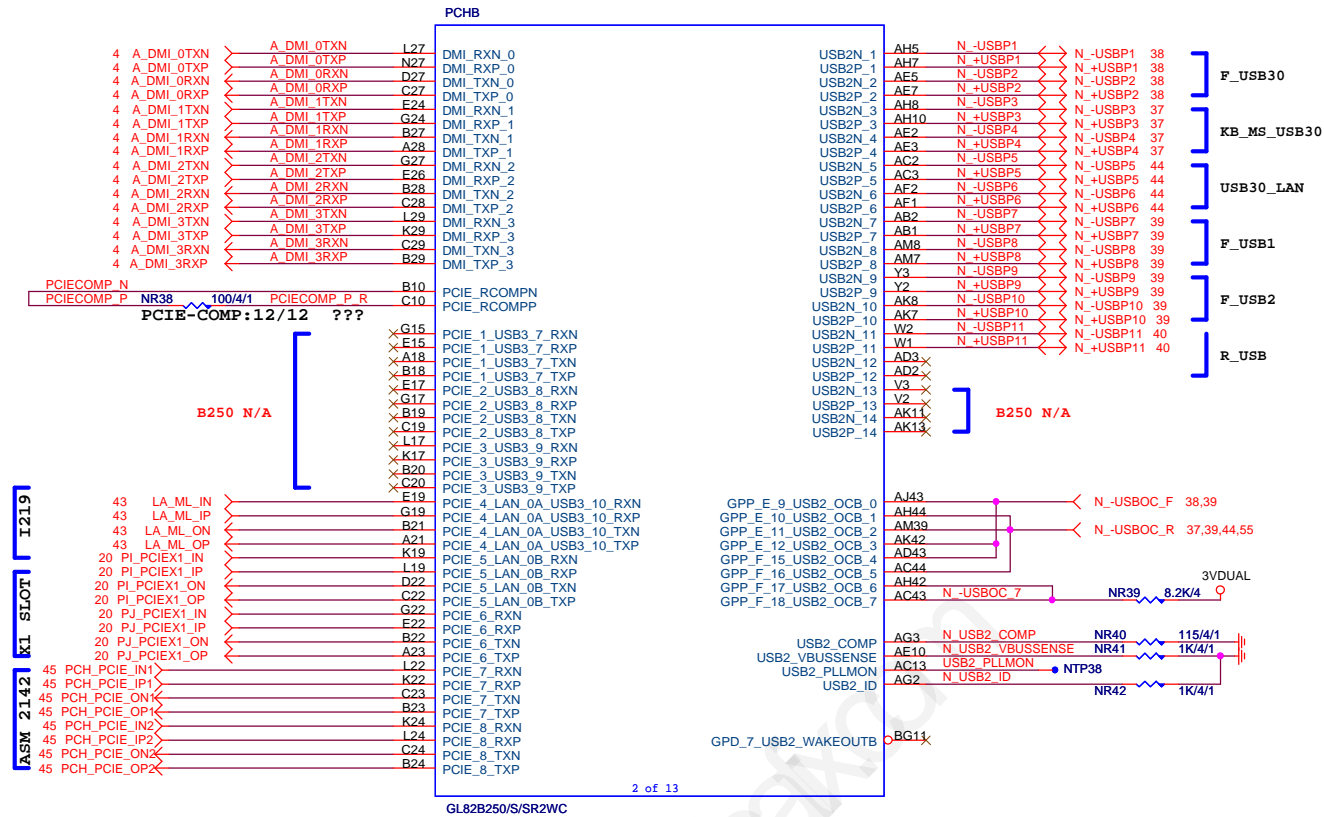 PCHB
4 A_DMI_0TXN A_DMI_0TXN L27 DMI_RXN_0
4 A_DMI_0TXP A_DMI_0TXP N27 DMI_RXP_0
4 A_DMI_0RXN A_DMI_0RXN D27 DMI_TXN_0
4 A_DMI_0RXP A_DMI_0RXP C27 DMI_TXP_0
4 A_DMI_1TXN A_DMI_1TXN E24 DMI_RXN_1
4 A_DMI_1TXP A_DMI_1TXP G24 DMI_RXP_1
4 A_DMI_1RXN A_DMI_1RXN B27 DMI_TXN_1
4 A_DMI_1RXP A_DMI_1RXP A28 DMI_TXP_1
4 A_DMI_2TXN A_DMI_2TXN G27 DMI_RXN_2
4 A_DMI_2TXP A_DMI_2TXP E26 DMI_RXP_2
4 A_DMI_2RXN A_DMI_2RXN B28 DMI_TXN_2
4 A_DMI_2RXP A_DMI_2RXP C28 DMI_TXP_2
4 A_DMI_3TXN A_DMI_3TXN L29 DMI_RXN_3
4 A_DMI_3TXP A_DMI_3TXP K29 DMI_RXP_3
4 A_DMI_3RXN A_DMI_3RXN C29 DMI_TXN_3
4 A_DMI_3RXP A_DMI_3RXP B29 DMI_TXP_3
PCIECOMP_N B10 PCIE_RCOMPN
PCIECOMP_P NR38 100/4/1 PCIECOMP_P_R C10 PCIE_RCOMPP
PCIE-COMP:12/12 ???
G15 PCIE_1_USB3_7_RXN
E15 PCIE_1_USB3_7_RXP
A18 PCIE_1_USB3_7_TXN
B18 PCIE_1_USB3_7_TXP
E17 PCIE_2_USB3_8_RXN
G17 PCIE_2_USB3_8_RXP
B19 PCIE_2_USB3_8_TXN
C19 PCIE_2_USB3_8_TXP
L17 PCIE_3_USB3_9_RXN
K17 PCIE_3_USB3_9_RXP
B20 PCIE_3_USB3_9_TXN
C20 PCIE_3_USB3_9_TXP
B250 N/A
43 LA_ML_IN E19 PCIE_4_LAN_0A_USB3_10_RXN
43 LA_ML_IP G19 PCIE_4_LAN_0A_USB3_10_RXP
43 LA_ML_ON B21 PCIE_4_LAN_0A_USB3_10_TXN
43 LA_ML_OP A21 PCIE_4_LAN_0A_USB3_10_TXP
I219
20 PI_PCIEX1_IN K19 PCIE_5_LAN_0B_RXN
20 PI_PCIEX1_IP L19 PCIE_5_LAN_0B_RXP
20 PI_PCIEX1_ON D22 PCIE_5_LAN_0B_TXN
20 PI_PCIEX1_OP C22 PCIE_5_LAN_0B_TXP
20 PJ_PCIEX1_IN G22 PCIE_6_RXN
20 PJ_PCIEX1_IP E22 PCIE_6_RXP
20 PJ_PCIEX1_ON B22 PCIE_6_TXN
20 PJ_PCIEX1_OP A23 PCIE_6_TXP
X1 SLOT
45 PCH_PCIE_IN1 L22 PCIE_7_RXN
45 PCH_PCIE_IP1 K22 PCIE_7_RXP
45 PCH_PCIE_ON1 C23 PCIE_7_TXN
45 PCH_PCIE_OP1 B23 PCIE_7_TXP
45 PCH_PCIE_IN2 K24 PCIE_8_RXN
45 PCH_PCIE_IP2 L24 PCIE_8_RXP
45 PCH_PCIE_ON2 C24 PCIE_8_TXN
45 PCH_PCIE_OP2 B24 PCIE_8_TXP
ASM 2142
USB2N_1 AH5 N_-USBP1 N_-USBP1 38
USB2P_1 AH7 N_+USBP1 N_+USBP1 38
USB2N_2 AE5 N_-USBP2 N_-USBP2 38
USB2P_2 AE7 N_+USBP2 N_+USBP2 38
F_USB30
USB2N_3 AH8 N_-USBP3 N_-USBP3 37
USB2P_3 AH10 N_+USBP3 N_+USBP3 37
USB2N_4 AE2 N_-USBP4 N_-USBP4 37
USB2P_4 AE3 N_+USBP4 N_+USBP4 37
KB_MS_USB30
USB2N_5 AC2 N_-USBP5 N_-USBP5 44
USB2P_5 AC3 N_+USBP5 N_+USBP5 44
USB2N_6 AF2 N_-USBP6 N_-USBP6 44
USB2P_6 AF1 N_+USBP6 N_+USBP6 44
USB30_LAN
USB2N_7 AB2 N_-USBP7 N_-USBP7 39
USB2P_7 AB1 N_+USBP7 N_+USBP7 39
USB2N_8 AM8 N_-USBP8 N_-USBP8 39
USB2P_8 AM7 N_+USBP8 N_+USBP8 39
F_USB1
USB2N_9 Y3 N_-USBP9 N_-USBP9 39
USB2P_9 Y2 N_+USBP9 N_+USBP9 39
USB2N_10 AK8 N_-USBP10 N_-USBP10 39
USB2P_10 AK7 N_+USBP10 N_+USBP10 39
F_USB2
USB2N_11 W2 N_-USBP11 N_-USBP11 40
USB2P_11 W1 N_+USBP11 N_+USBP11 40
R_USB
USB2N_12 AD3
USB2P_12 AD2
USB2N_13 V3
USB2P_13 V2
USB2N_14 AK11
USB2P_14 AK13
B250 N/A
GPP_E_9_USB2_OCB_0 AJ43 N_-USBOC_F 38,39
GPP_E_10_USB2_OCB_1 AH44
GPP_E_11_USB2_OCB_2 AM39 N_-USBOC_R 37,39,44,55
GPP_E_12_USB2_OCB_3 AK42
GPP_F_15_USB2_OCB_4 AD43
GPP_F_16_USB2_OCB_5 AC44
GPP_F_17_USB2_OCB_6 AH42 3VDUAL
GPP_F_18_USB2_OCB_7 AC43 N_-USBOC_7 NR39 8.2K/4
USB2_COMP AG3 N_USB2_COMP NR40 115/4/1
USB2_VBUSSENSE AE10 N_USB2_VBUSSENSE NR41 1K/4/1
USB2_PLLMON AC13 USB2_PLLMON NTP38
USB2_ID AG2 N_USB2_ID NR42 1K/4/1
GPD_7_USB2_WAKEOUTB BG11
2 of 13
GL82B250/S/SR2WC